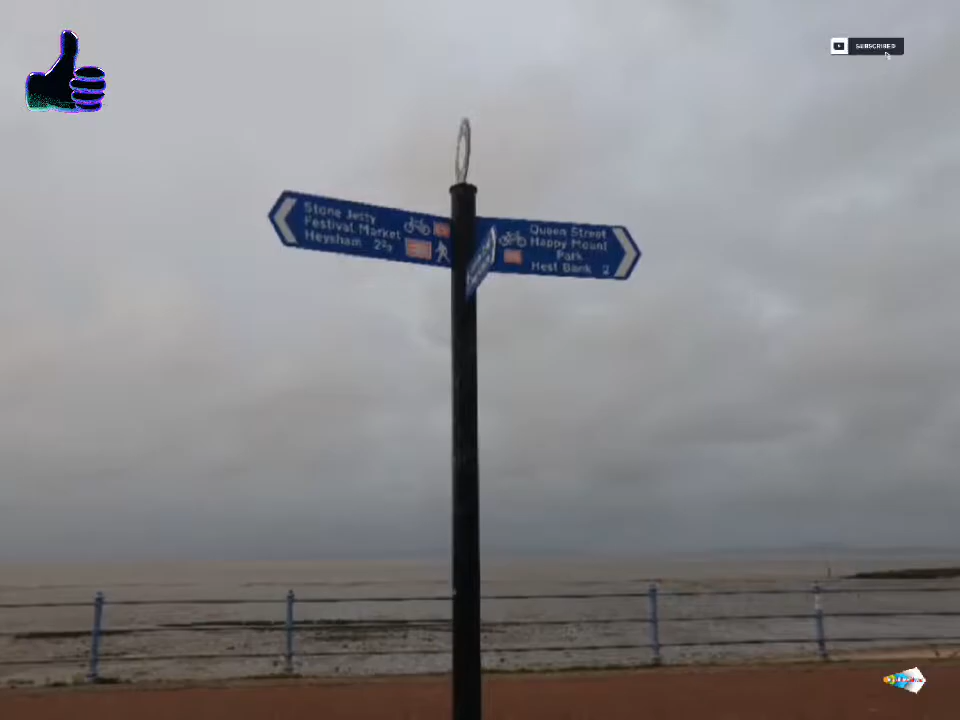 SUBSCRIBED
Stone Jetty
Festival Market
Heysham 2½
Queen Street
Happy Mount
Park
Hest Bank 2